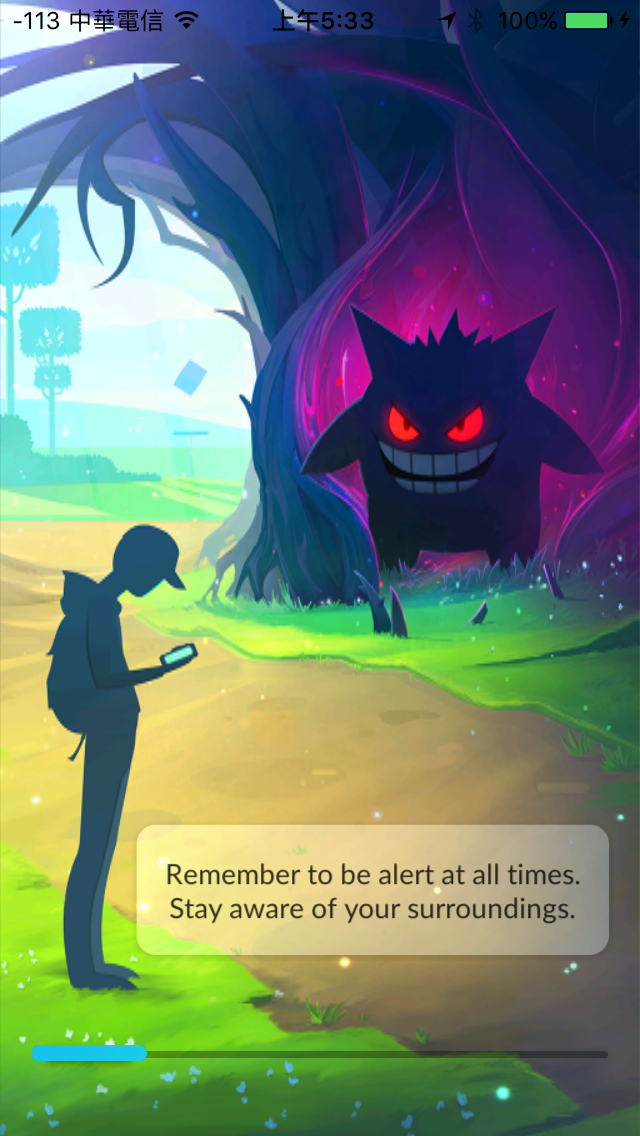 -113 中華電信 上午5:33 100%
Remember to be alert at all times.
Stay aware of your surroundings.